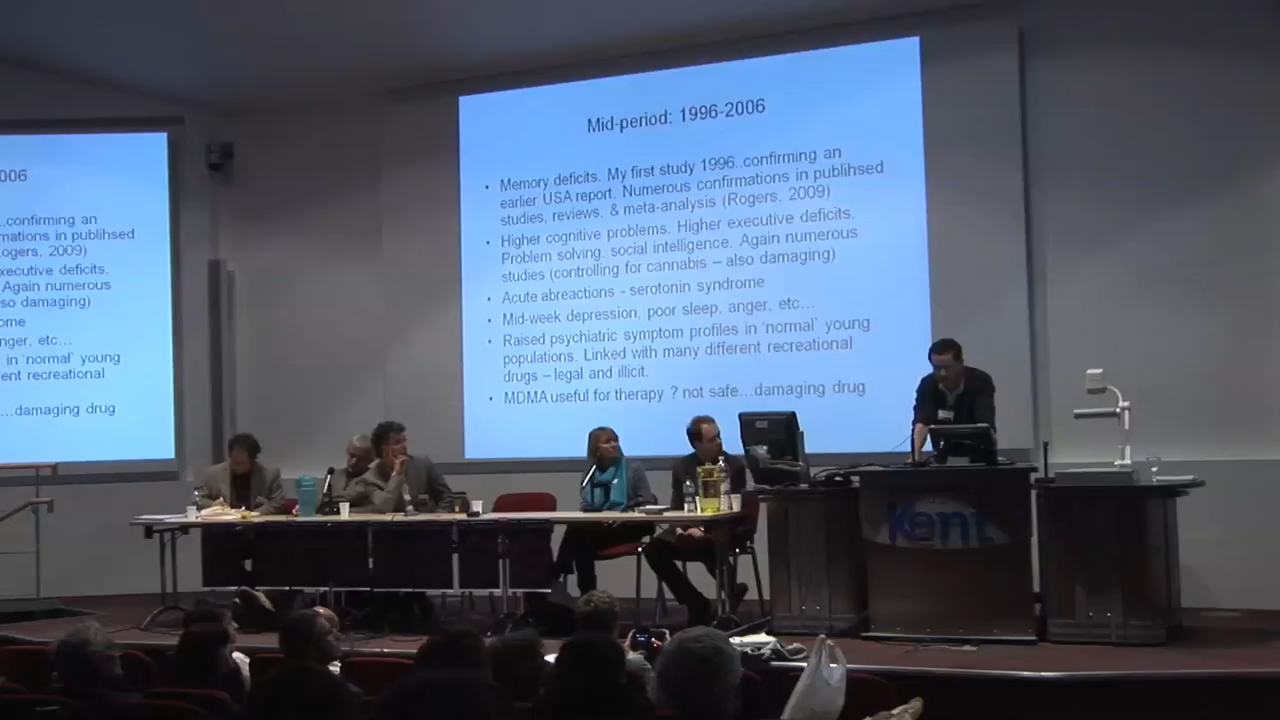 Mid-period: 1996-2006
• Memory deficits. My first study 1996..confirming an
earlier USA report. Numerous confirmations in publihsed
studies, reviews, & meta-analysis (Rogers, 2009)
• Higher cognitive problems. Higher executive deficits.
Problem solving, social intelligence. Again numerous
studies (controlling for cannabis – also damaging)
• Acute abreactions - serotonin syndrome
• Mid-week depression, poor sleep, anger, etc…
• Raised psychiatric symptom profiles in 'normal' young
populations. Linked with many different recreational
drugs – legal and illicit.
• MDMA useful for therapy ? not safe…damaging drug
006
..confirming an
mations in publihsed
ogers, 2009)
xecutive deficits.
Again numerous
so damaging)
ome
nger, etc…
in 'normal' young
ent recreational
…damaging drug
Kent